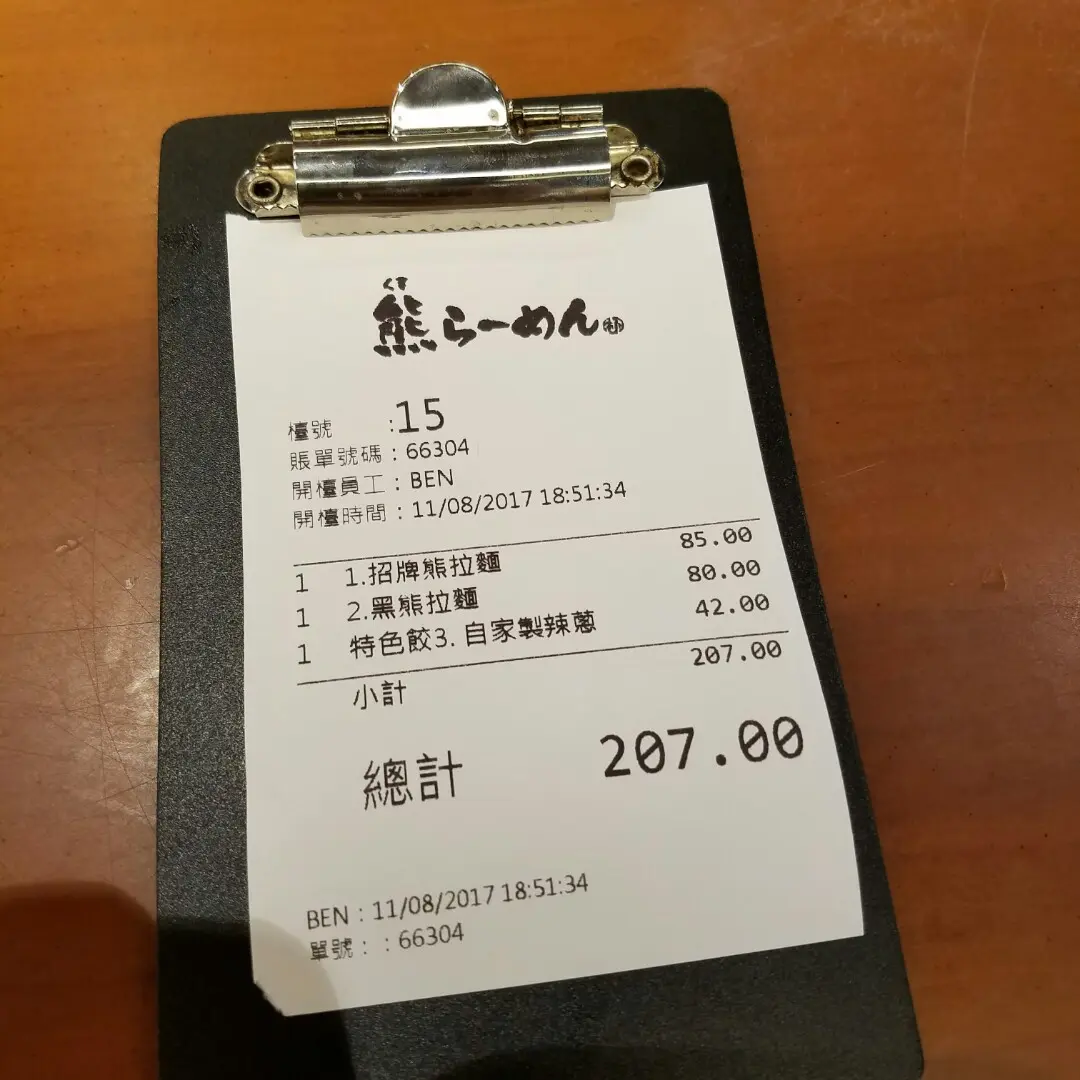 くま
熊らーめん
檯號 :15
賬單號碼 : 66304
開檯員工 : BEN
開檯時間 : 11/08/2017 18:51:34
1 1.招牌熊拉麵 85.00
1 2.黑熊拉麵 80.00
1 特色餃3. 自家製辣蔥 42.00
小計 207.00
總計 207.00
BEN : 11/08/2017 18:51:34
單號 : : 66304